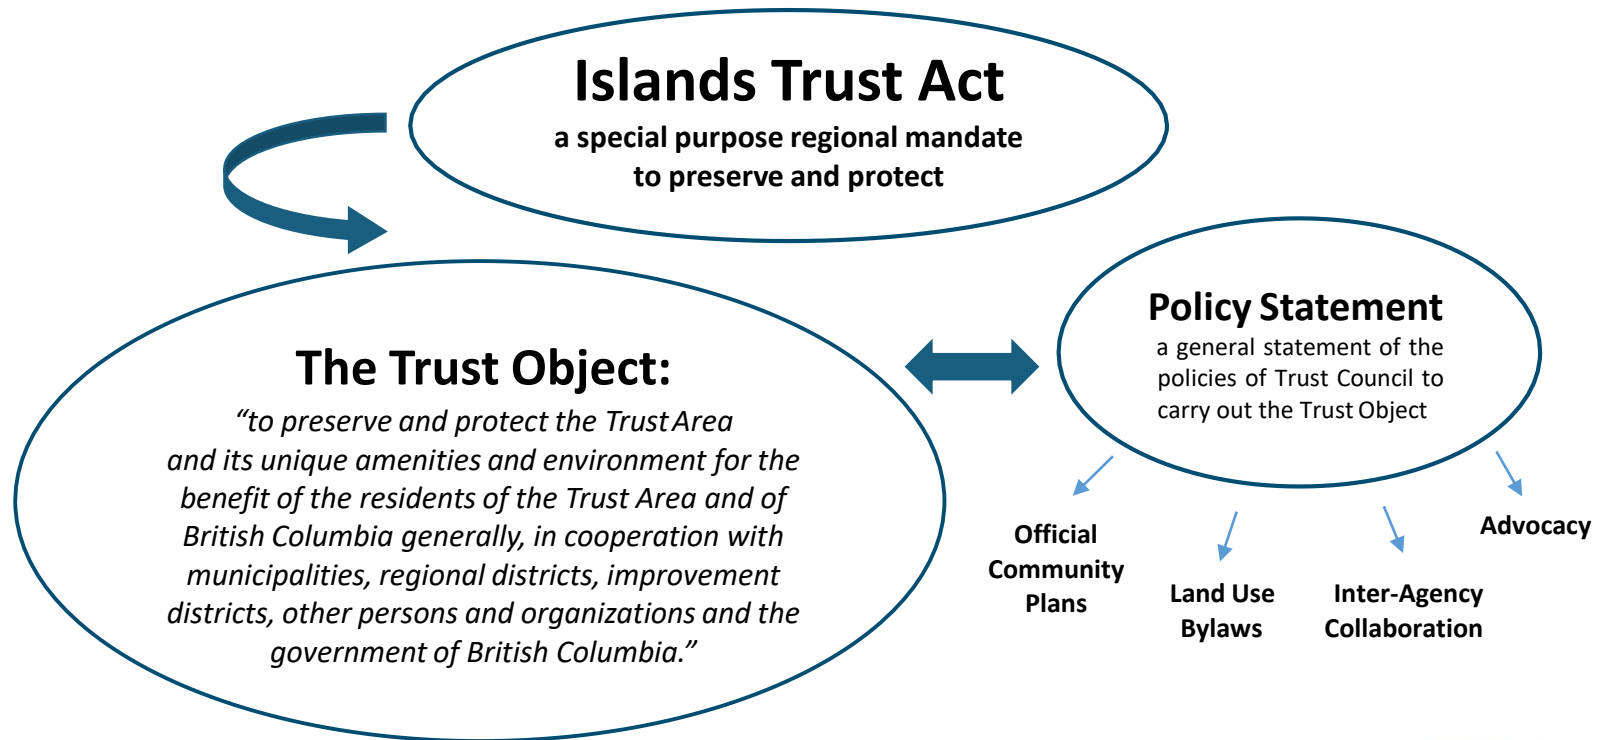 Islands Trust Act
a special purpose regional mandate
to preserve and protect
The Trust Object:
“to preserve and protect the Trust Area
and its unique amenities and environment for the
benefit of the residents of the Trust Area and of
British Columbia generally, in cooperation with
municipalities, regional districts, improvement
districts, other persons and organizations and the
government of British Columbia.”
Policy Statement
a general statement of the
policies of Trust Council to
carry out the Trust Object
Official
Community
Plans
Land Use
Bylaws
Inter-Agency
Collaboration
Advocacy